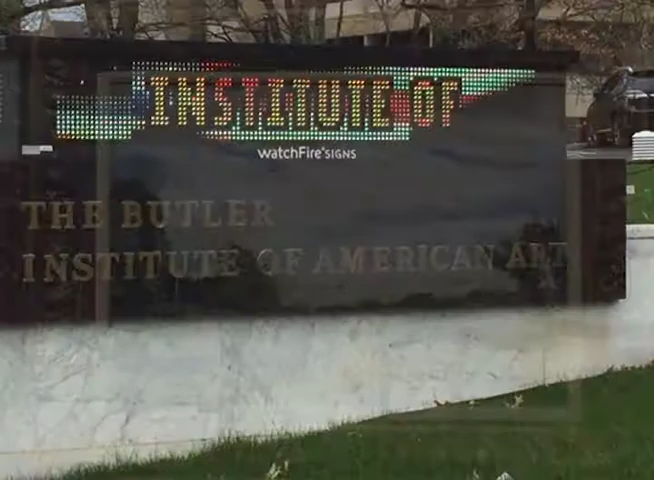 INSTITUTE OF
watchFire SIGNS
THE BUTLER
INSTITUTE OF AMERICAN ART